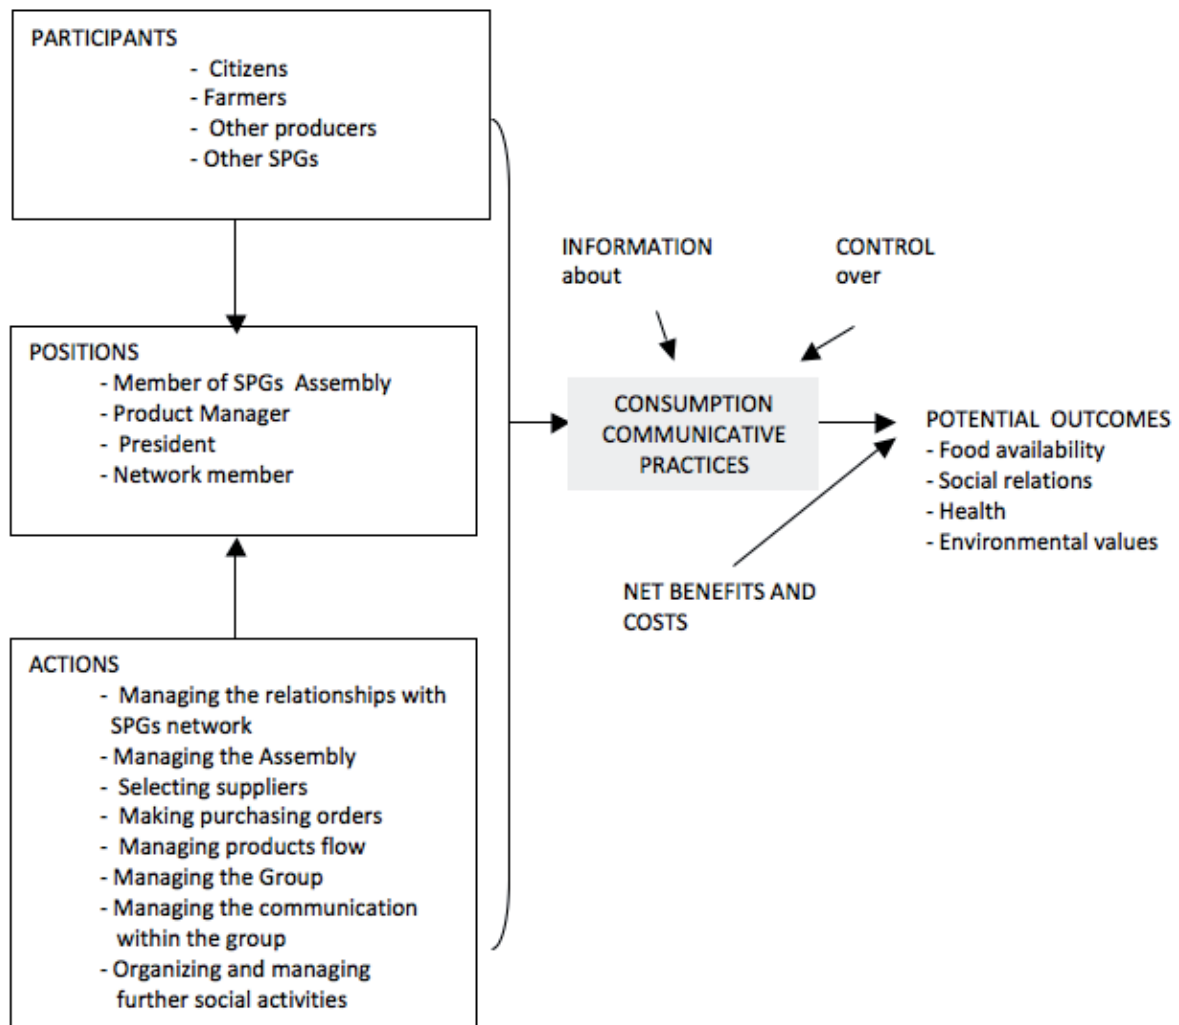 PARTICIPANTS
- Citizens
- Farmers
- Other producers
- Other SPGs
POSITIONS
- Member of SPGs Assembly
- Product Manager
- President
- Network member
ACTIONS
- Managing the relationships with
SPGs network
- Managing the Assembly
- Selecting suppliers
- Making purchasing orders
- Managing products flow
- Managing the Group
- Managing the communication
within the group
- Organizing and managing
further social activities
INFORMATION
about
CONTROL
over
CONSUMPTION
COMMUNICATIVE
PRACTICES
NET BENEFITS AND
COSTS
POTENTIAL OUTCOMES
- Food availability
- Social relations
- Health
- Environmental values